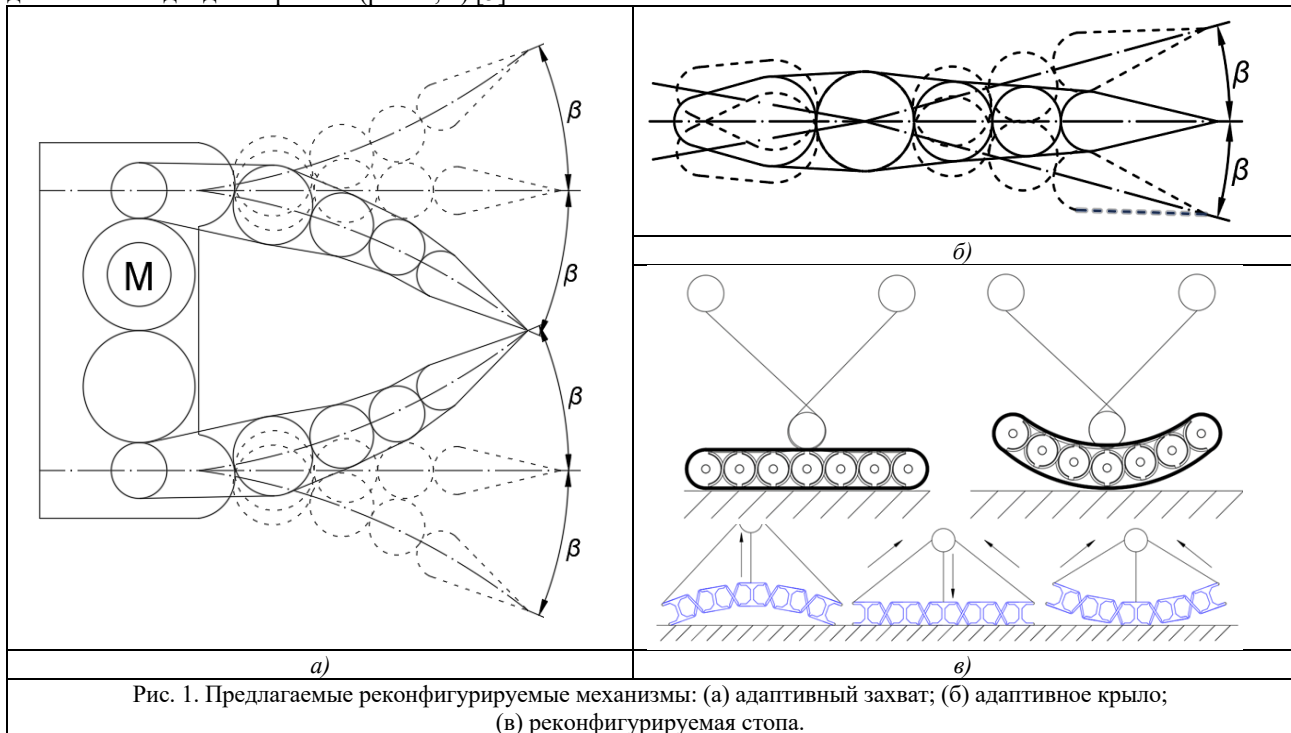 β
β
β
β
M
а)
β
β
б)
в)
Рис. 1. Предлагаемые реконфигурируемые механизмы: (а) адаптивный захват; (б) адаптивное крыло;
(в) реконфигурируемая стопа.